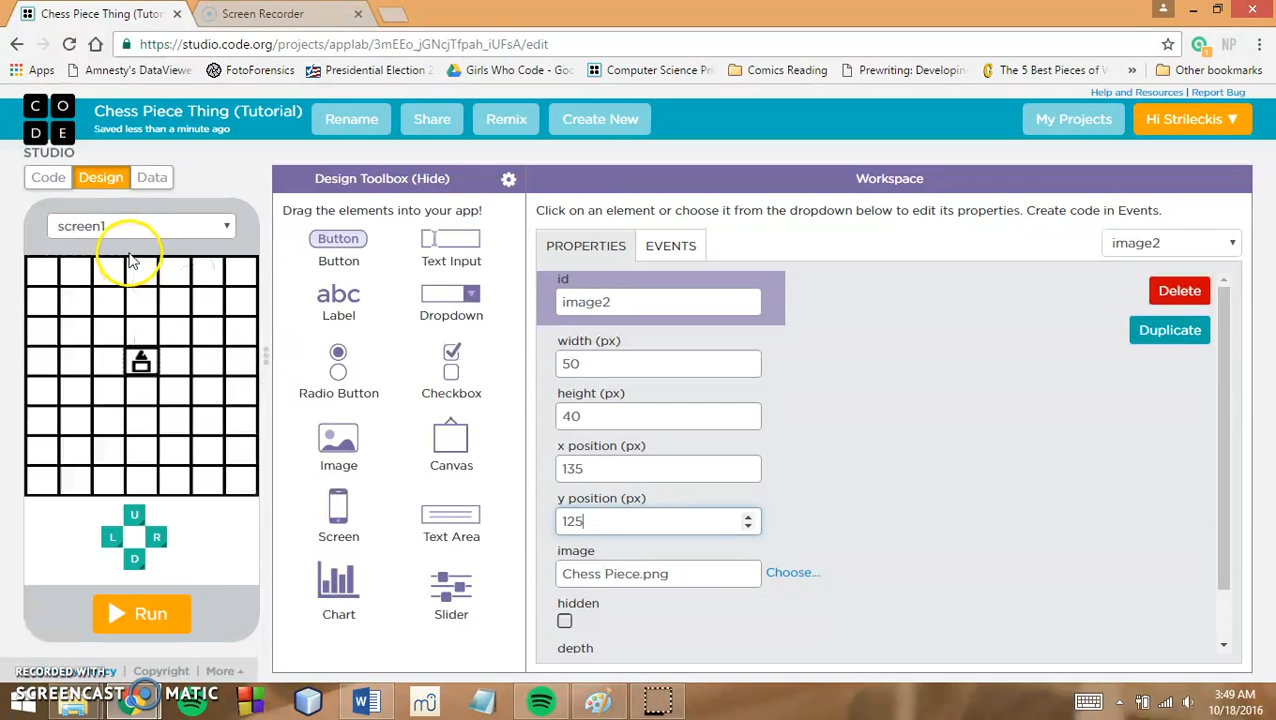 Chess Piece Thing (Tutor
Screen Recorder
https://studio.code.org/projects/applab/3mEEo_jGNcjTfpah_iUFsA/edit
1
NP
Apps
Amnesty's DataViewe
FotoForensics
Presidential Election 2
Girls Who Code - Goo
Computer Science Pri
Comics Reading
Prewriting: Developing
The 5 Best Pieces of W
»
Other bookmarks
Help and Resources | Report Bug
C O
D E
STUDIO
Chess Piece Thing (Tutorial)
Saved less than a minute ago
Rename
Share
Remix
Create New
My Projects
Hi Strileckis ▼
Code
Design
Data
Design Toolbox (Hide)
Workspace
screen1
Drag the elements into your app!
Click on an element or choose it from the dropdown below to edit its properties. Create code in Events.
Button
Button
Text Input
abc
Label
Dropdown
Radio Button
Checkbox
Image
Canvas
Screen
Text Area
Chart
Slider
PROPERTIES
EVENTS
image2
id
image2
Delete
Duplicate
width (px)
50
height (px)
40
x position (px)
135
y position (px)
125
image
Chess Piece.png
Choose...
hidden
depth
U
L
R
D
Run
Copyright
More
RECORDED WITH
SCREENCAST MATIC
3:49 AM
10/18/2016